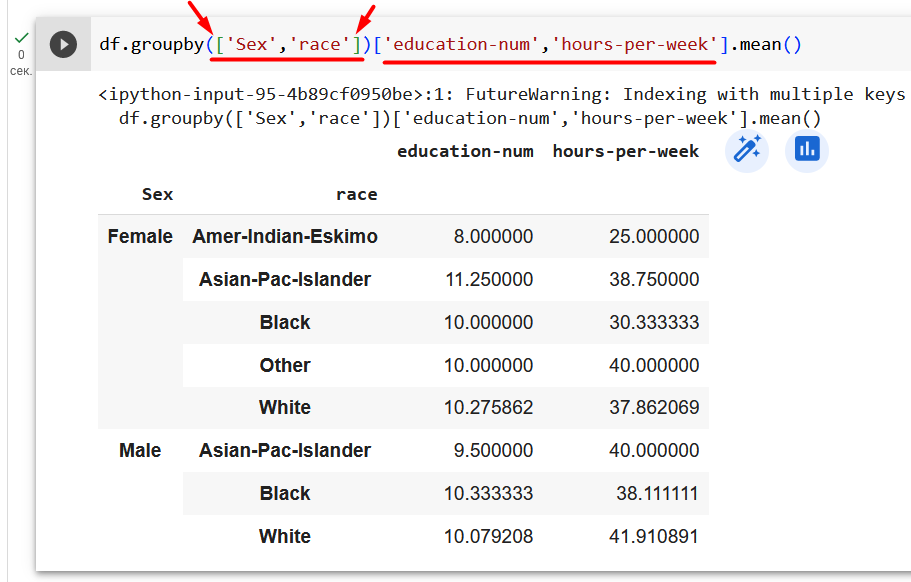 df.groupby(['Sex','race'])['education-num','hours-per-week'].mean()
0
сек.
<ipython-input-95-4b89cf0950be>:1: FutureWarning: Indexing with multiple keys
df.groupby(['Sex','race'])['education-num','hours-per-week'].mean()
education-num hours-per-week
Sex race
Female Amer-Indian-Eskimo 8.000000 25.000000
Asian-Pac-Islander 11.250000 38.750000
Black 10.000000 30.333333
Other 10.000000 40.000000
White 10.275862 37.862069
Male Asian-Pac-Islander 9.500000 40.000000
Black 10.333333 38.111111
White 10.079208 41.910891